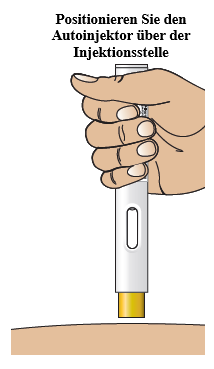 Positionieren Sie den
Autoinjektor über der
Injektionsstelle